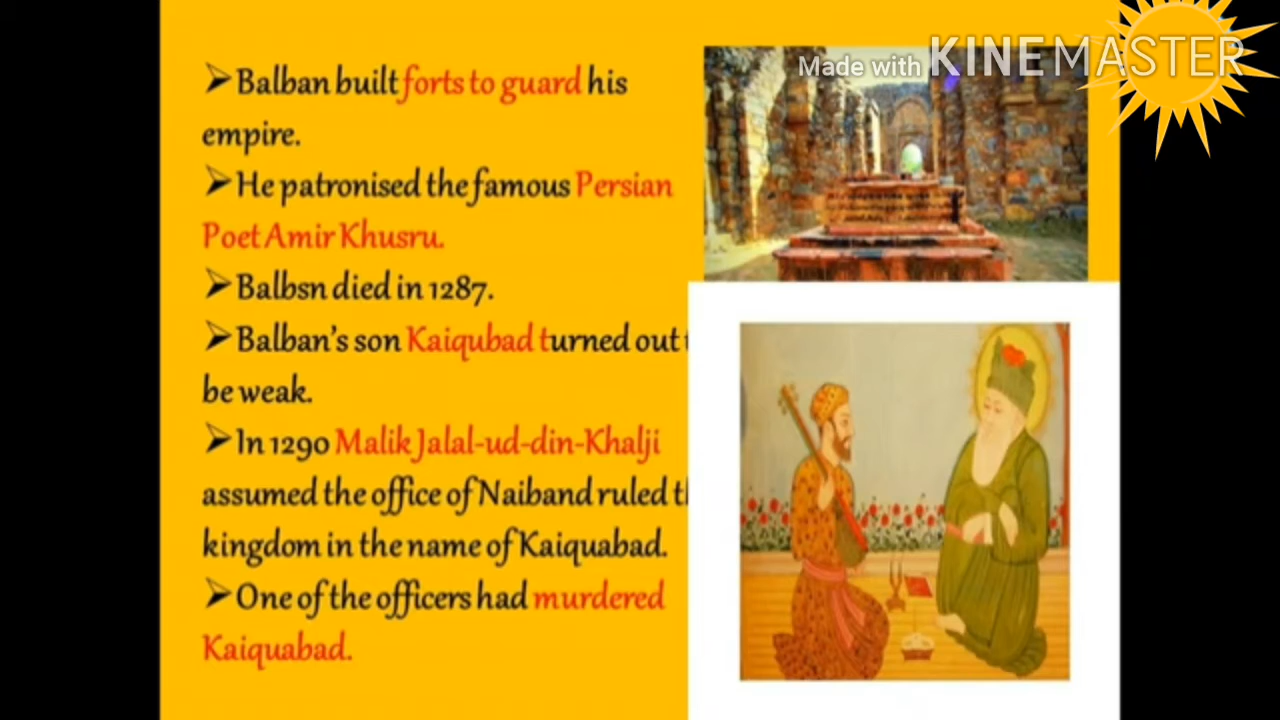 Made with KINEMASTER
➢Balban built forts to guard his
empire.
➢He patronised the famous Persian
Poet Amir Khusru.
➢Balbsn died in 1287.
➢Balban's son Kaiqubad turned out
be weak.
➢In 1290 Malik Jalal-ud-din-Khalji
assumed the office of Naiband ruled
kingdom in the name of Kaiquabad.
➢One of the officers had murdered
Kaiquabad.